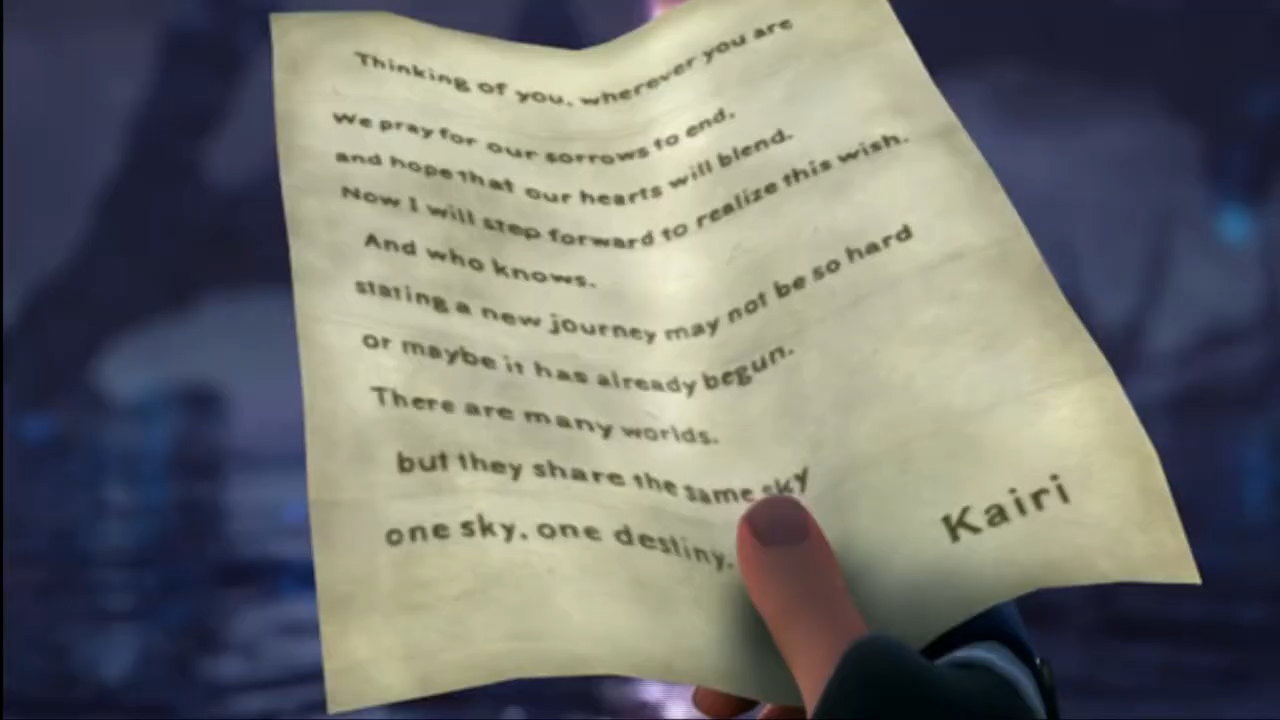 Thinking of you, wherever you are
We pray for our sorrows to end,
and hope that our hearts will blend.
Now I will step forward to realize this wish.
And who knows.
stating a new journey may not be so hard
or maybe it has already begun.
There are many worlds.
but they share the same sky
one sky, one destiny.
Kairi